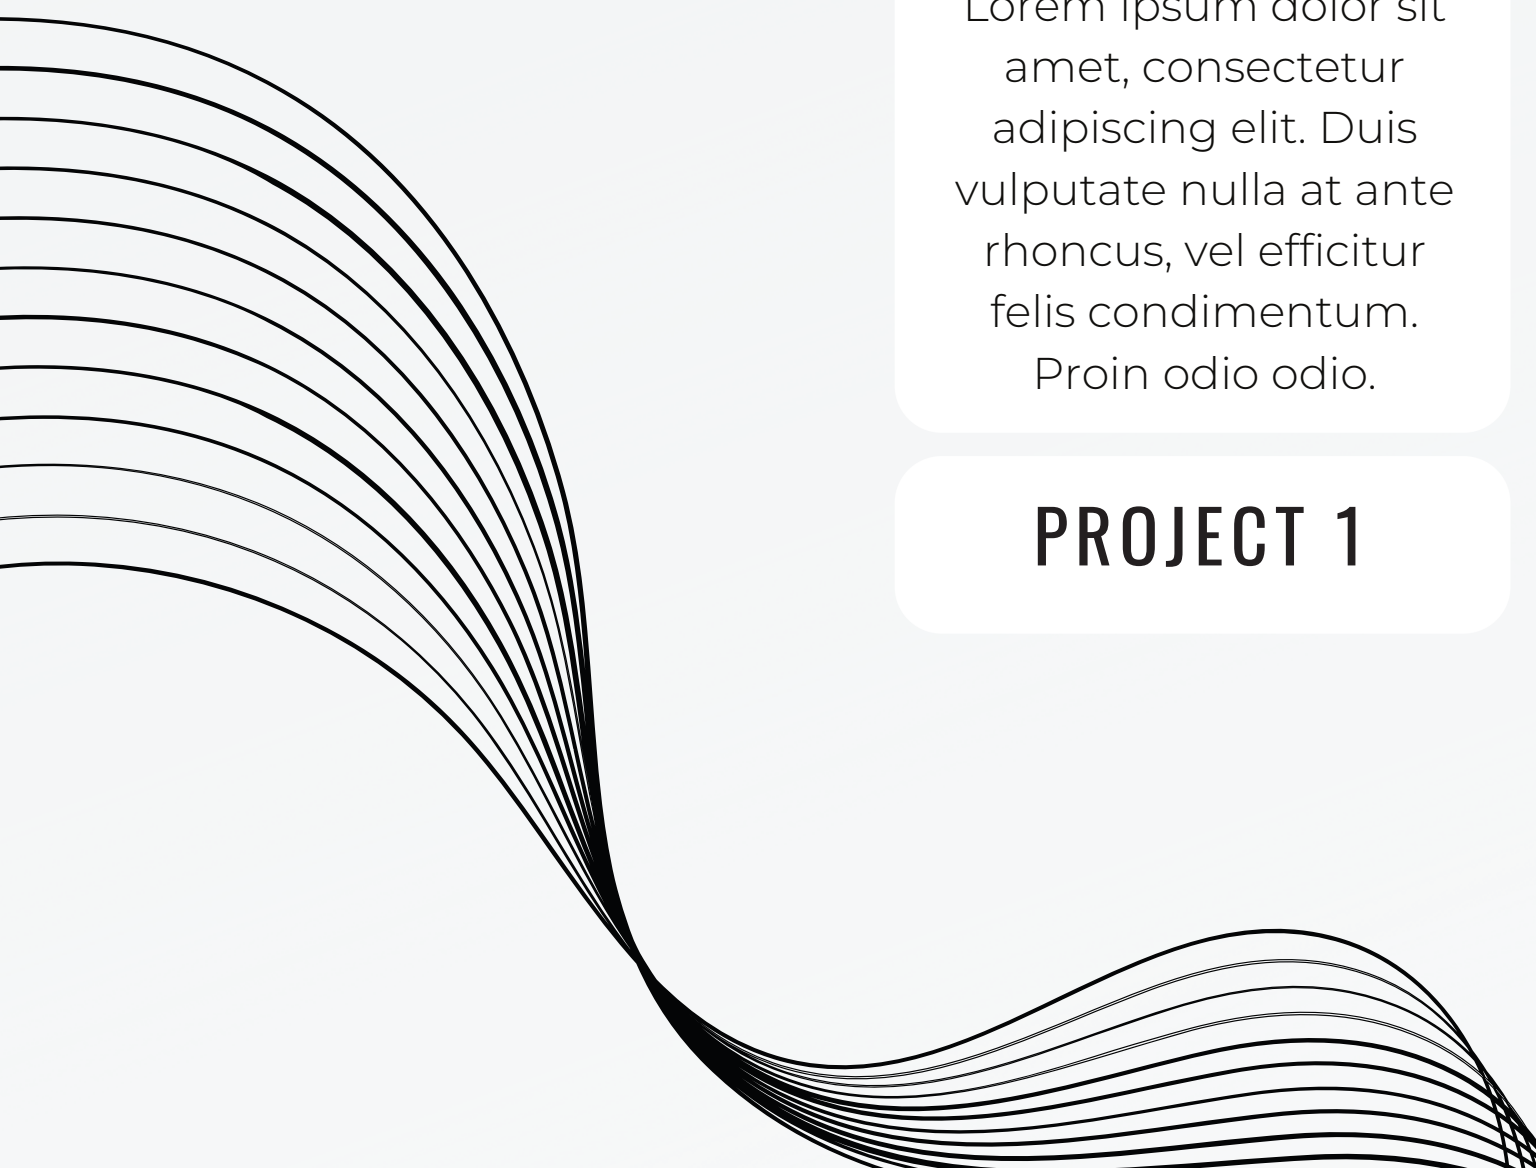 Lorem ipsum dolor sit
amet, consectetur
adipiscing elit. Duis
vulputate nulla at ante
rhoncus, vel efficitur
felis condimentum.
Proin odio odio.
PROJECT 1